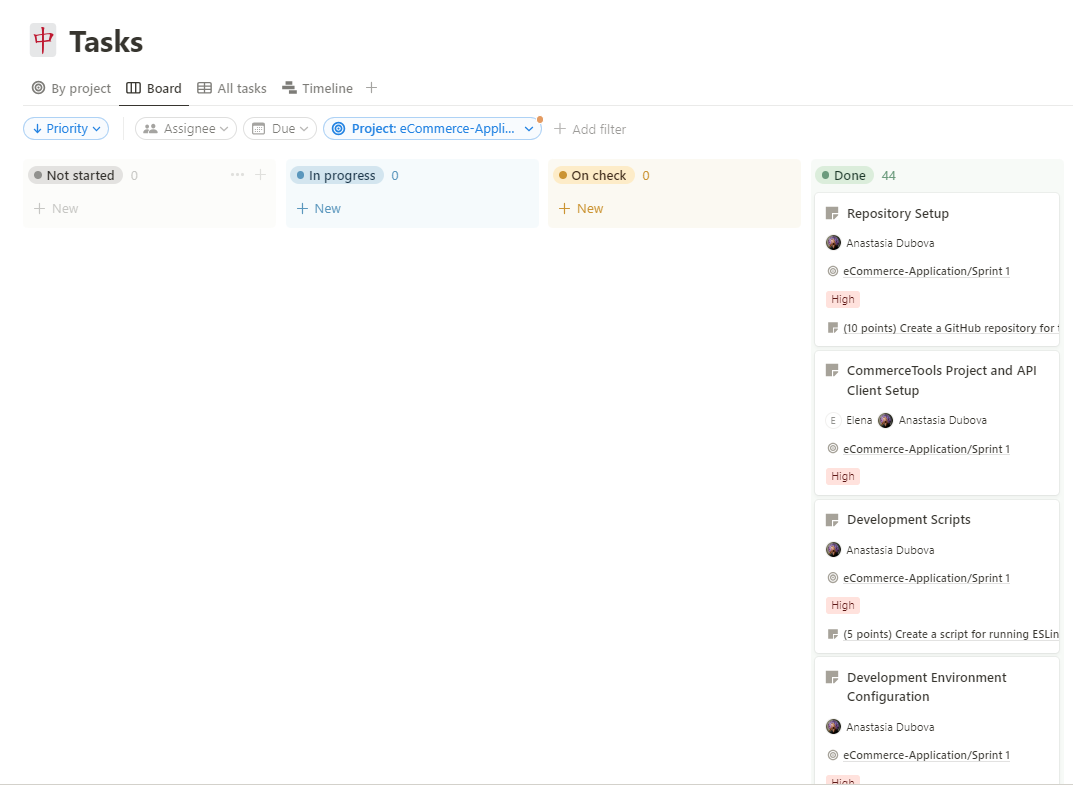 中 Tasks
By project Board All tasks Timeline
Priority Assignee Due Project: eCommerce-Appli... Add filter
Not started 0 In progress 0 On check 0 Done 44
New New New
Repository Setup
Anastasia Dubova
eCommerce-Application/Sprint 1
High
(10 points) Create a GitHub repository for
CommerceTools Project and API
Client Setup
E Elena Anastasia Dubova
eCommerce-Application/Sprint 1
High
Development Scripts
Anastasia Dubova
eCommerce-Application/Sprint 1
High
(5 points) Create a script for running ESLin
Development Environment
Configuration
Anastasia Dubova
eCommerce-Application/Sprint 1
High